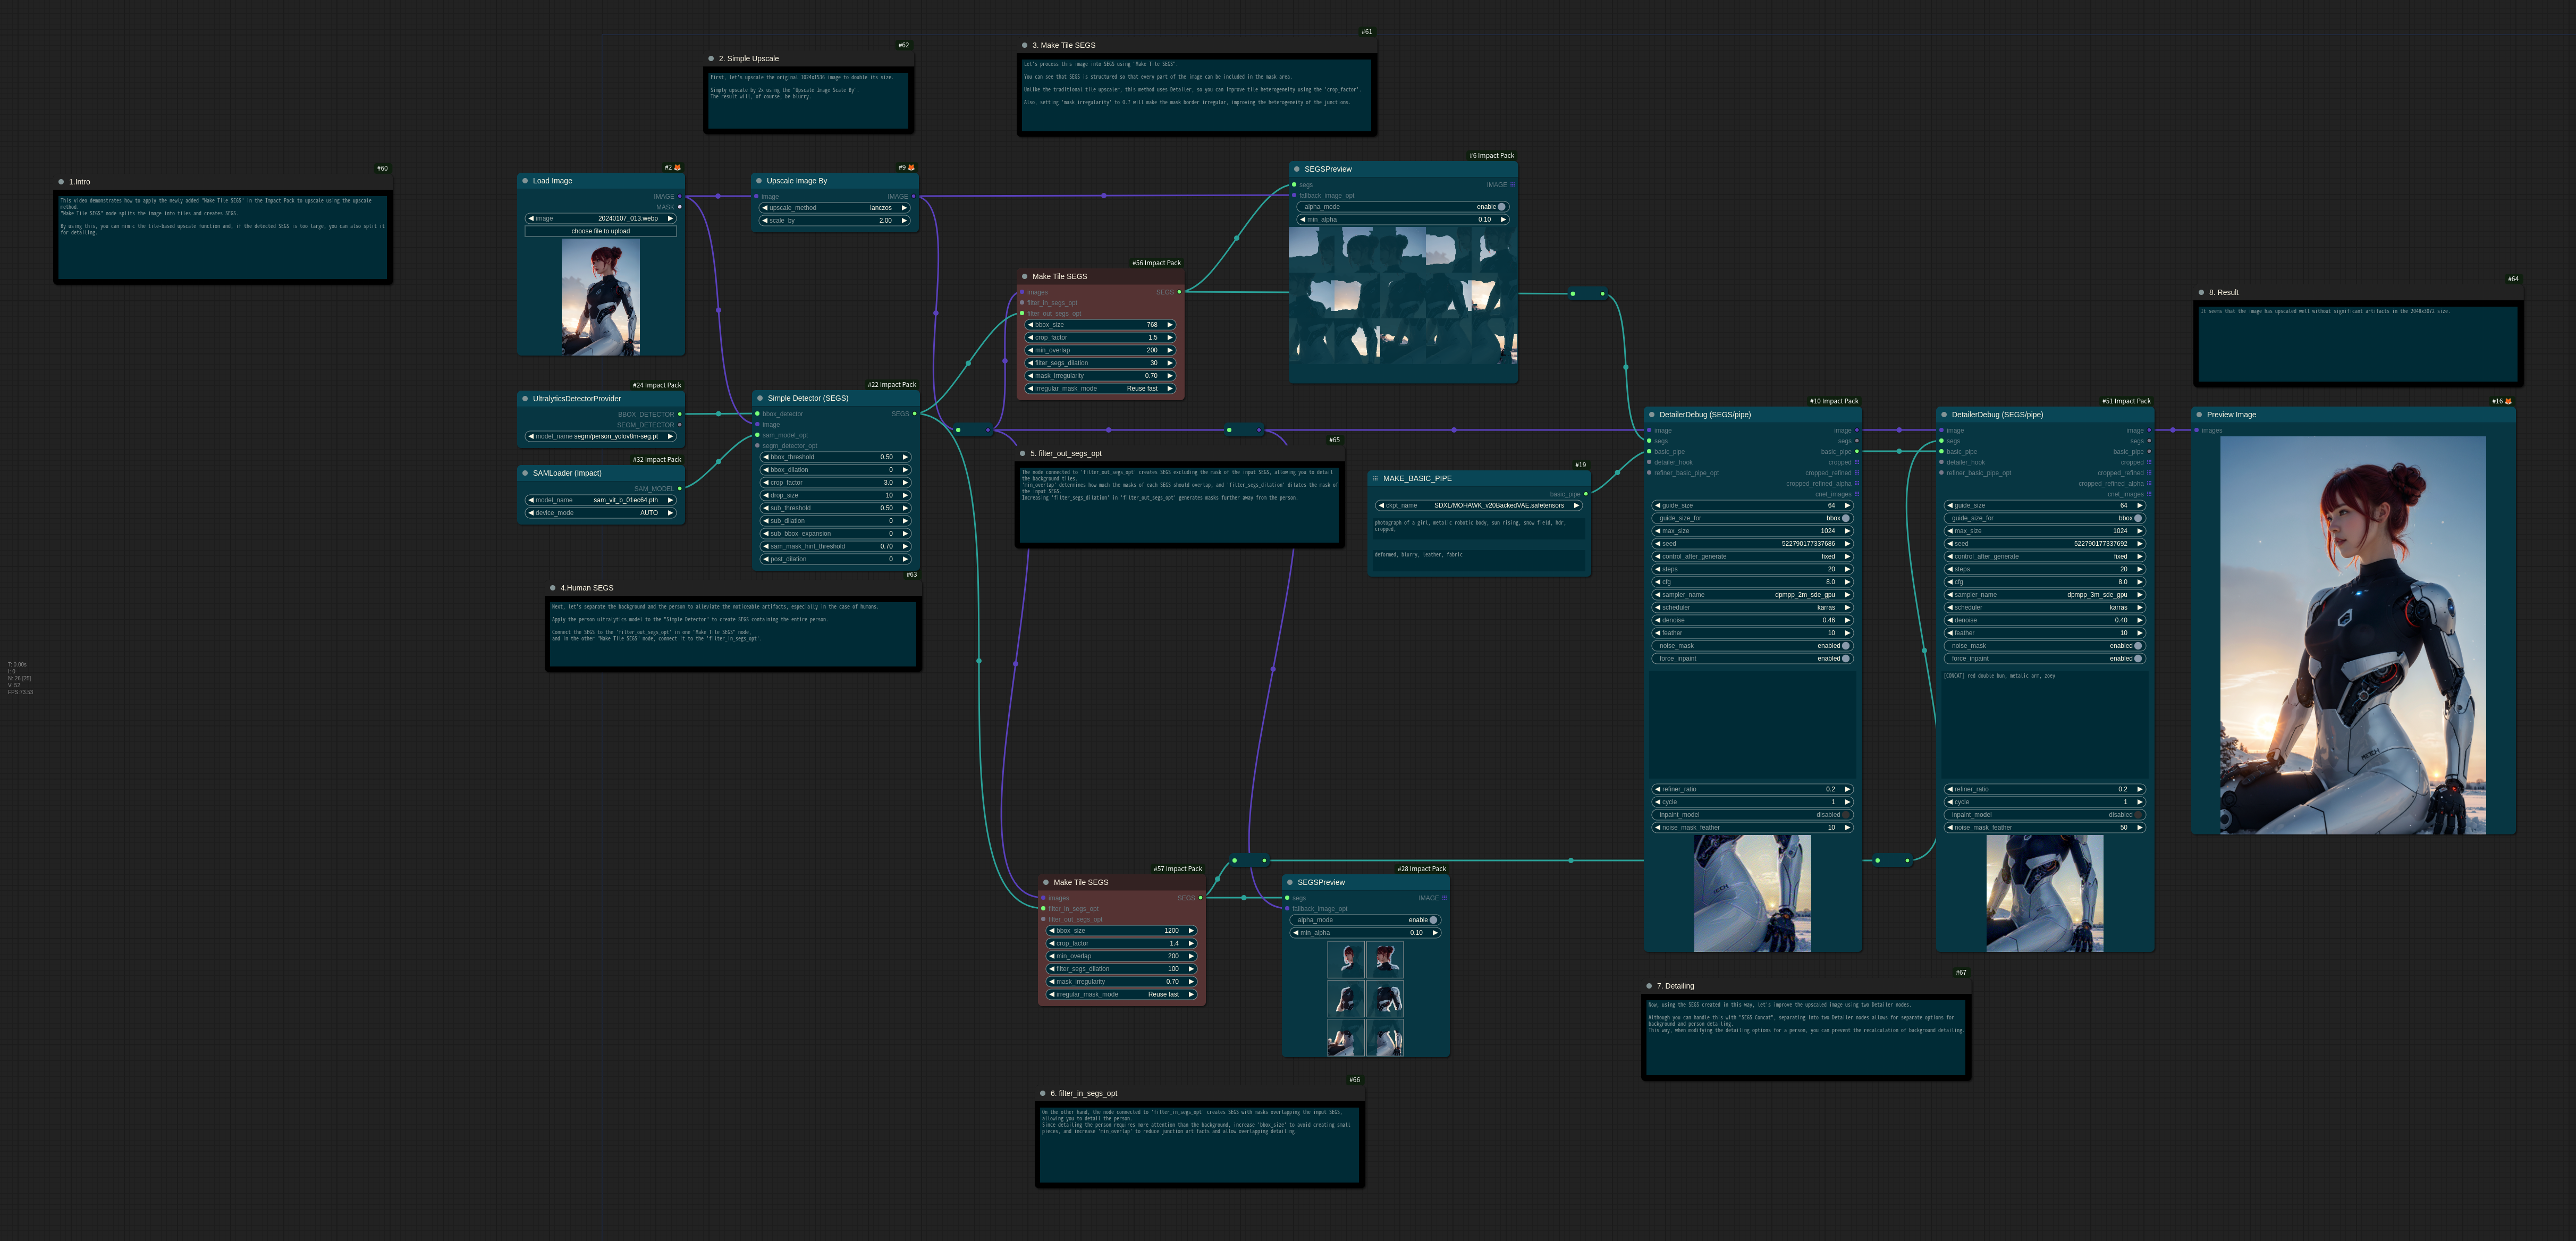 #60
1.Intro
This video demonstrates how to apply the newly added "Make Tile SEGS" in the Impact Pack to upscale using the upscale
method.
"Make Tile SEGS" node splits the image into tiles and creates SEGS.
By using this, you can mimic the tile-based upscale function and, if the detected SEGS is too large, you can also split it
for detailing.
#62
2. Simple Upscale
First, let's upscale the original 1024x1536 image to double its size.
Simply upscale by 2x using the "Upscale Image Scale By".
The result will, of course, be blurry.
#61
3. Make Tile SEGS
Let's process this image into SEGS using "Make Tile SEGS".
You can see that SEGS is structured so that every part of the image can be included in the mask area.
Unlike the traditional tile upscaler, this method uses Detailer, so you can improve tile heterogeneity using the 'crop_factor'.
Also, setting 'mask_irregularity' to 0.7 will make the mask border irregular, improving the heterogeneity of the junctions.
#2
Load Image
IMAGE
MASK
image 20240107_013.webp
choose file to upload
#9
Upscale Image By
image IMAGE
upscale_method lanczos
scale_by 2.00
#6 Impact Pack
SEGSPreview
segs IMAGE
fallback_image_opt
alpha_mode enable
min_alpha 0.10
#56 Impact Pack
Make Tile SEGS
images SEGS
filter_in_segs_opt
filter_out_segs_opt
bbox_size 768
crop_factor 1.5
min_overlap 200
filter_segs_dilation 30
mask_irregularity 0.70
irregular_mask_mode Reuse fast
#24 Impact Pack
UltralyticsDetectorProvider
BBOX_DETECTOR
SEGM_DETECTOR
model_name segm/person_yolov8m-seg.pt
#32 Impact Pack
SAMLoader (Impact)
SAM_MODEL
model_name sam_vit_b_01ec64.pth
device_mode AUTO
#22 Impact Pack
Simple Detector (SEGS)
bbox_detector SEGS
image
sam_model_opt
segm_detector_opt
bbox_threshold 0.50
bbox_dilation 0
crop_factor 3.0
drop_size 10
sub_threshold 0.50
sub_dilation 0
sub_bbox_expansion 0
sam_mask_hint_threshold 0.70
post_dilation 0
#63
4.Human SEGS
Next, let's separate the background and the person to alleviate the noticeable artifacts, especially in the case of humans.
Apply the person ultralytics model to the "Simple Detector" to create SEGS containing the entire person.
Connect the SEGS to the 'filter_out_segs_opt' in one "Make Tile SEGS" node,
and in the other "Make Tile SEGS" node, connect it to the 'filter_in_segs_opt'.
#65
5. filter_out_segs_opt
The node connected to 'filter_out_segs_opt' creates SEGS excluding the mask of the input SEGS, allowing you to detail
the background tiles.
'min_overlap' determines how much the masks of each SEGS should overlap, and 'filter_segs_dilation' dilates the mask of
the input SEGS.
Increasing 'filter_segs_dilation' in 'filter_out_segs_opt' generates masks further away from the person.
#19
MAKE_BASIC_PIPE
basic_pipe
ckpt_name SDXL/MOHAWK_v20BackedVAE.safetensors
photograph of a girl, metalic robotic body, sun rising, snow field, hdr,
cropped,
deformed, blurry, leather, fabric
#10 Impact Pack
DetailerDebug (SEGS/pipe)
image image
segs segs
basic_pipe basic_pipe
detailer_hook cropped
refiner_basic_pipe_opt cropped_refined
cropped_refined_alpha
cnet_images
guide_size 64
guide_size_for bbox
max_size 1024
seed 522790177337686
control_after_generate fixed
steps 20
cfg 8.0
sampler_name dpmpp_2m_sde_gpu
scheduler karras
denoise 0.46
feather 10
noise_mask enabled
force_inpaint enabled
refiner_ratio 0.2
cycle 1
inpaint_model disabled
noise_mask_feather 10
#51 Impact Pack
DetailerDebug (SEGS/pipe)
image image
segs segs
basic_pipe basic_pipe
detailer_hook cropped
refiner_basic_pipe_opt cropped_refined
cropped_refined_alpha
cnet_images
guide_size 64
guide_size_for bbox
max_size 1024
seed 522790177337692
control_after_generate fixed
steps 20
cfg 8.0
sampler_name dpmpp_3m_sde_gpu
scheduler karras
denoise 0.40
feather 10
noise_mask enabled
force_inpaint enabled
[CONCAT] red double bun, metalic arm, zoey
refiner_ratio 0.2
cycle 1
inpaint_model disabled
noise_mask_feather 50
#64
8. Result
It seems that the image has upscaled well without significant artifacts in the 2048x3072 size.
#16
Preview Image
images
T: 0.00s
I: 0
N: 26 [25]
V: 52
FPS:73.53
#57 Impact Pack
Make Tile SEGS
images SEGS
filter_in_segs_opt
filter_out_segs_opt
bbox_size 1200
crop_factor 1.4
min_overlap 200
filter_segs_dilation 100
mask_irregularity 0.70
irregular_mask_mode Reuse fast
#28 Impact Pack
SEGSPreview
segs IMAGE
fallback_image_opt
alpha_mode enable
min_alpha 0.10
#67
7. Detailing
Now, using the SEGS created in this way, let's improve the upscaled image using two Detailer nodes.
Although you can handle this with "SEGS Concat", separating into two Detailer nodes allows for separate options for
background and person detailing.
This way, when modifying the detailing options for a person, you can prevent the recalculation of background detailing.
#66
6. filter_in_segs_opt
On the other hand, the node connected to 'filter_in_segs_opt' creates SEGS with masks overlapping the input SEGS,
allowing you to detail the person.
Since detailing the person requires more attention than the background, increase 'bbox_size' to avoid creating small
pieces, and increase 'min_overlap' to reduce junction artifacts and allow overlapping detailing.